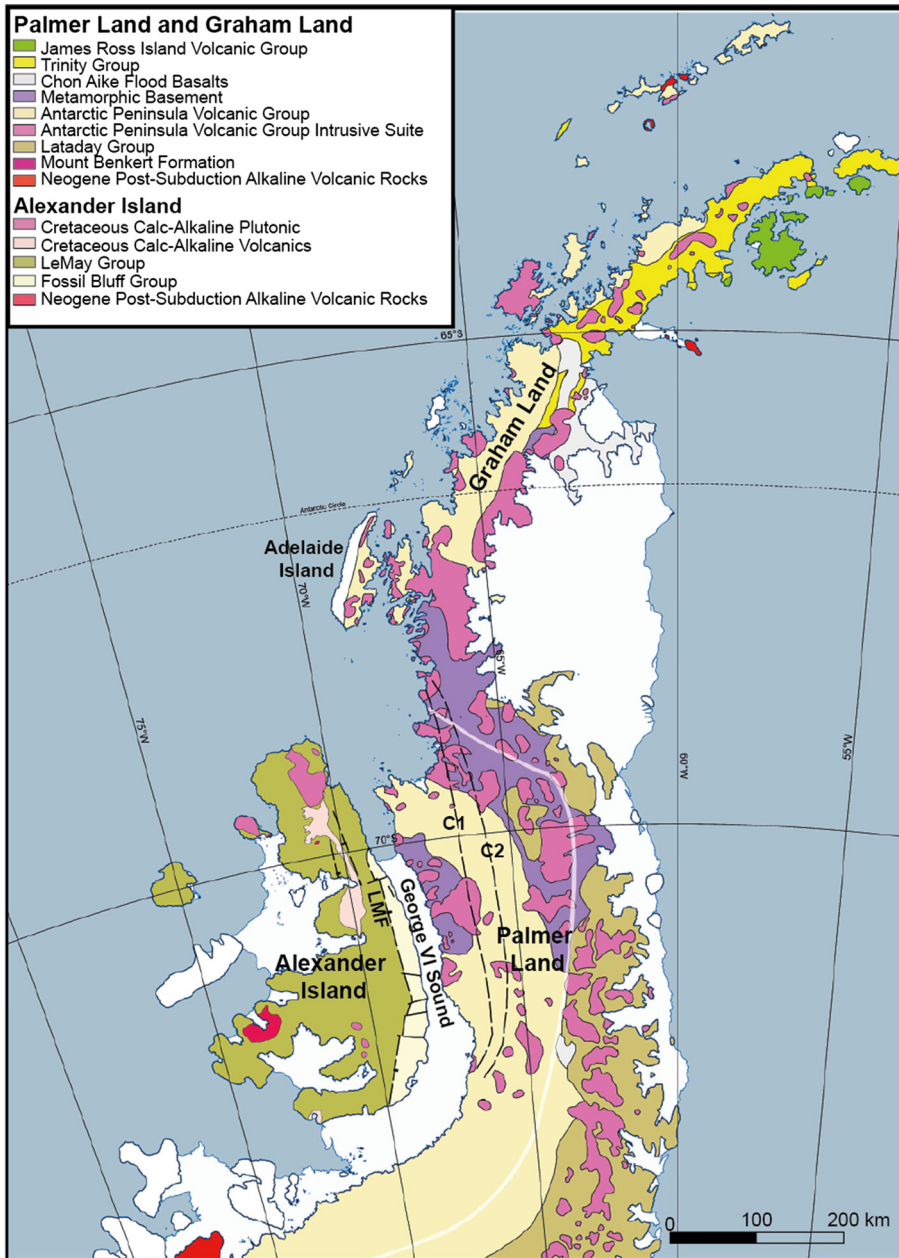 Palmer Land and Graham Land
James Ross Island Volcanic Group
Trinity Group
Chon Aike Flood Basalts
Metamorphic Basement
Antarctic Peninsula Volcanic Group
Antarctic Peninsula Volcanic Group Intrusive Suite
Lataday Group
Mount Benkert Formation
Neogene Post-Subduction Alkaline Volcanic Rocks
Alexander Island
Cretaceous Calc-Alkaline Plutonic
Cretaceous Calc-Alkaline Volcanics
LeMay Group
Fossil Bluff Group
Neogene Post-Subduction Alkaline Volcanic Rocks
65°S
Graham Land
Antarctic Circle
Adelaide
Island
70°W
65°W
75°W
60°W
55°W
70°S
C1
C2
LMF
George VI Sound
Palmer
Land
Alexander
Island
0 100 200 km